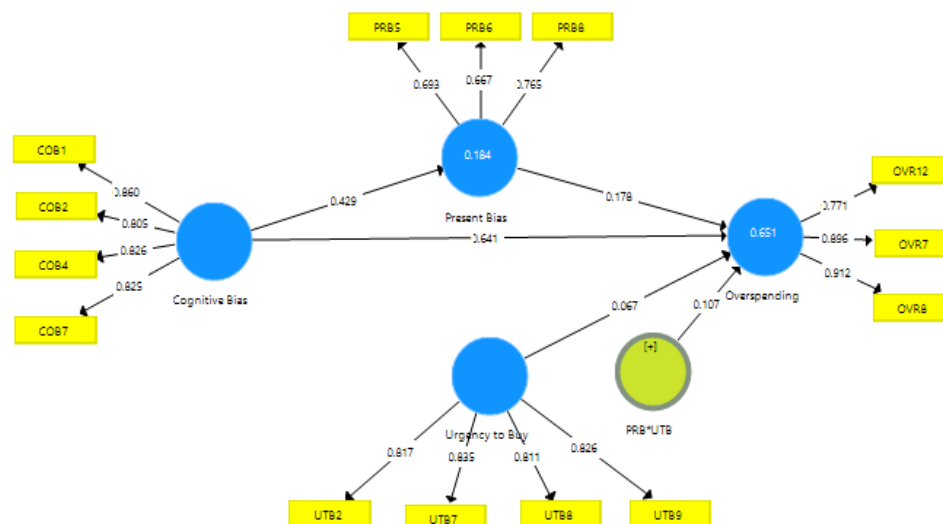 PRB5
PRB6
PRB8
0.693
0.667
0.765
COB1
COB2
COB4
COB7
0.860
0.805
0.826
0.825
Cognitive Bias
0.184
Present Bias
0.429
0.178
0.641
0.651
Overspending
OVR12
OVR7
OVR8
0.771
0.896
0.912
0.067
0.107
[+]
PRB*UTB
Urgency to Buy
0.817
0.835
0.811
0.826
UTB2
UTB7
UTB8
UTB9